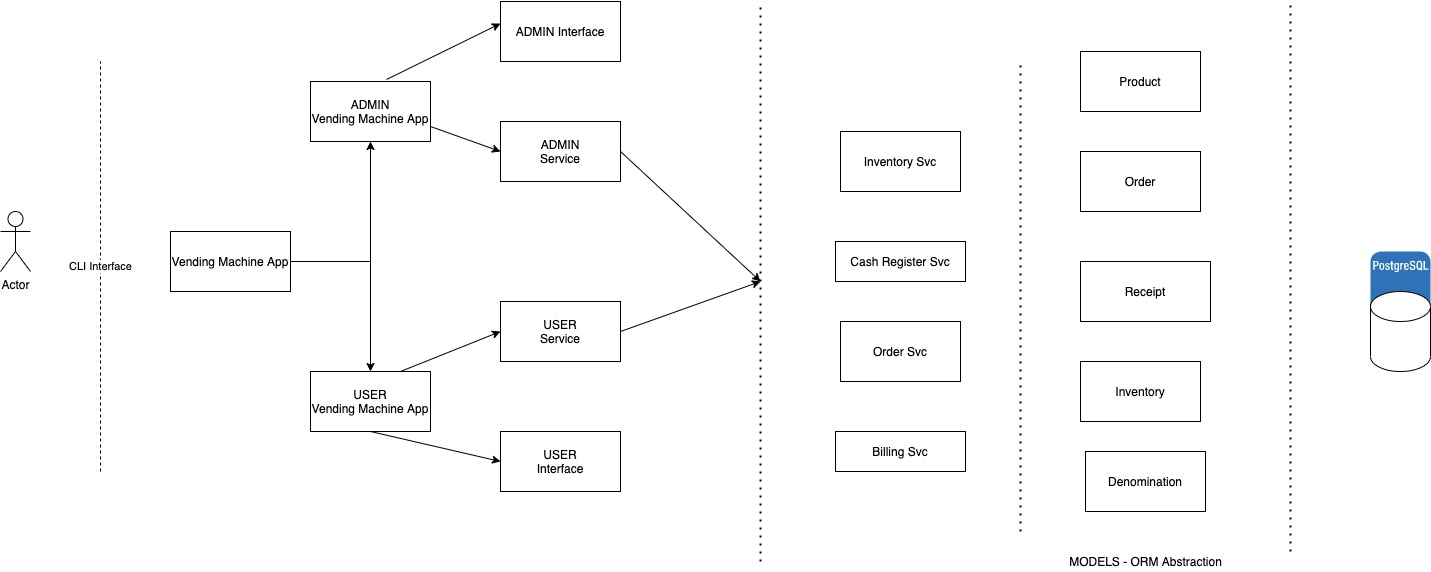 Actor
CLI Interface
Vending Machine App
ADMIN
Vending Machine App
USER
Vending Machine App
ADMIN Interface
ADMIN
Service
USER
Service
USER
Interface
Inventory Svc
Cash Register Svc
Order Svc
Billing Svc
Product
Order
Receipt
Inventory
Denomination
MODELS - ORM Abstraction
PostgreSQL